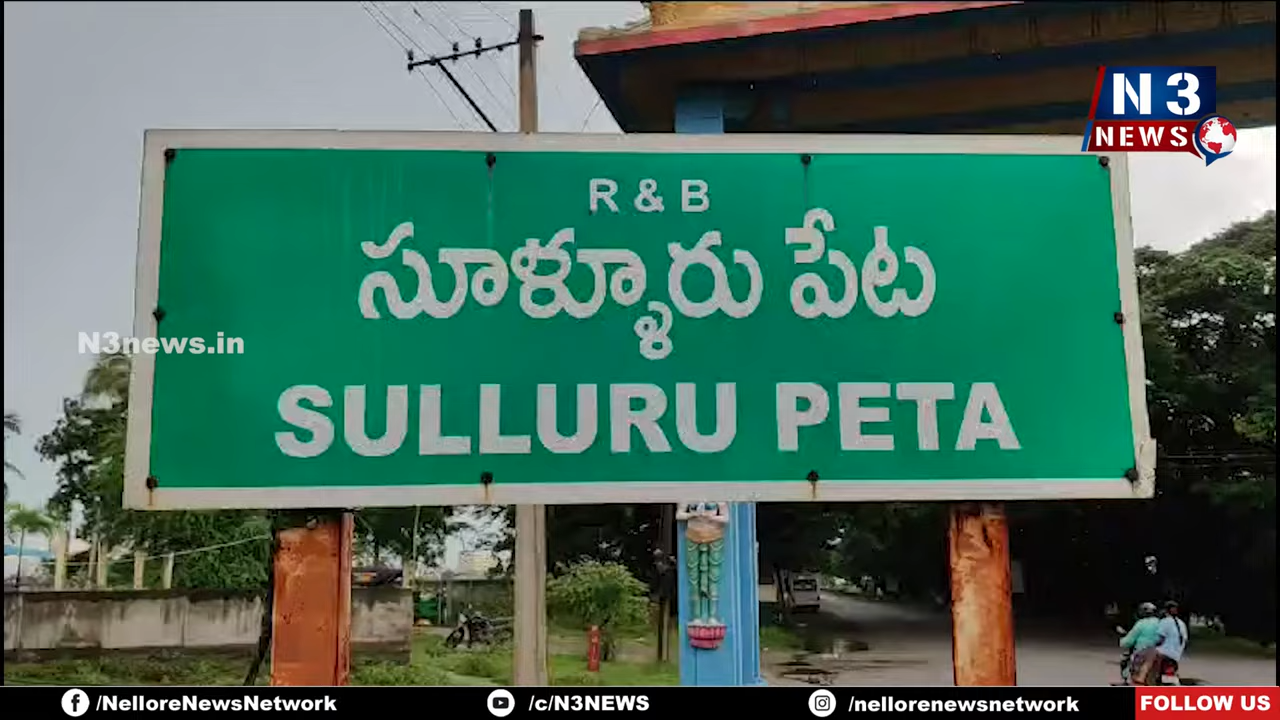 N3
NEWS
R & B
సూళ్ళూరు పేట
SULLURU PETA
N3news.in
/NelloreNewsNetwork
/c/N3NEWS
/nellorenewsnetwork
FOLLOW US